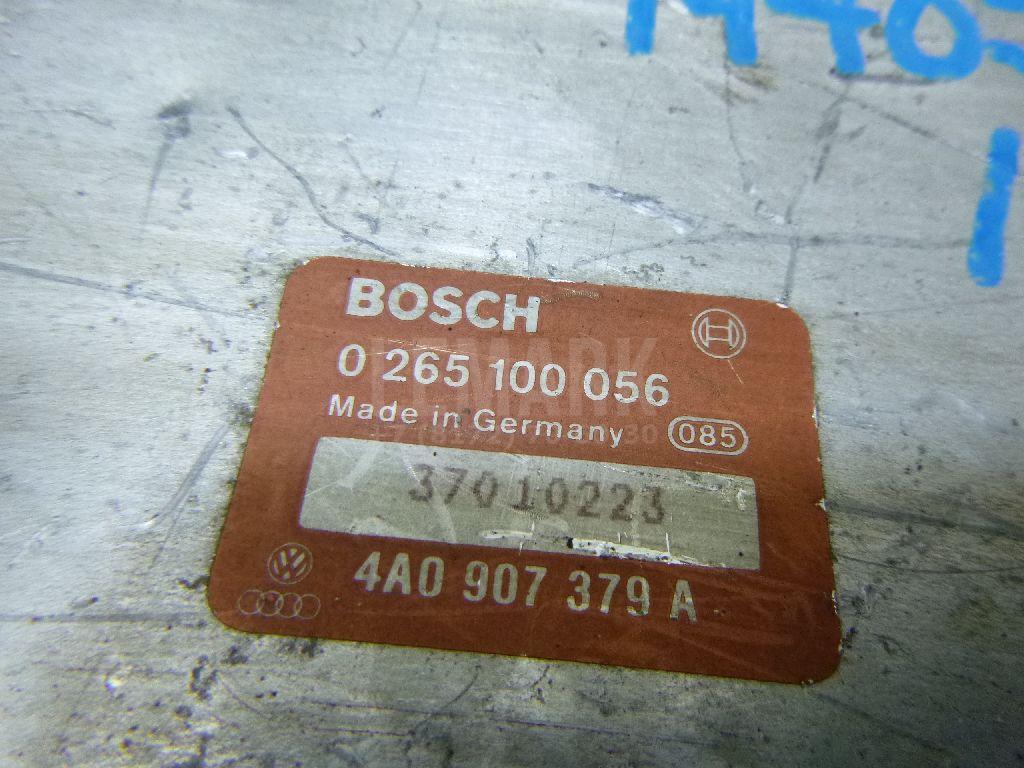 BOSCH
0 265 100 056
Made in Germany
085
37010223
4A0 907 379 A